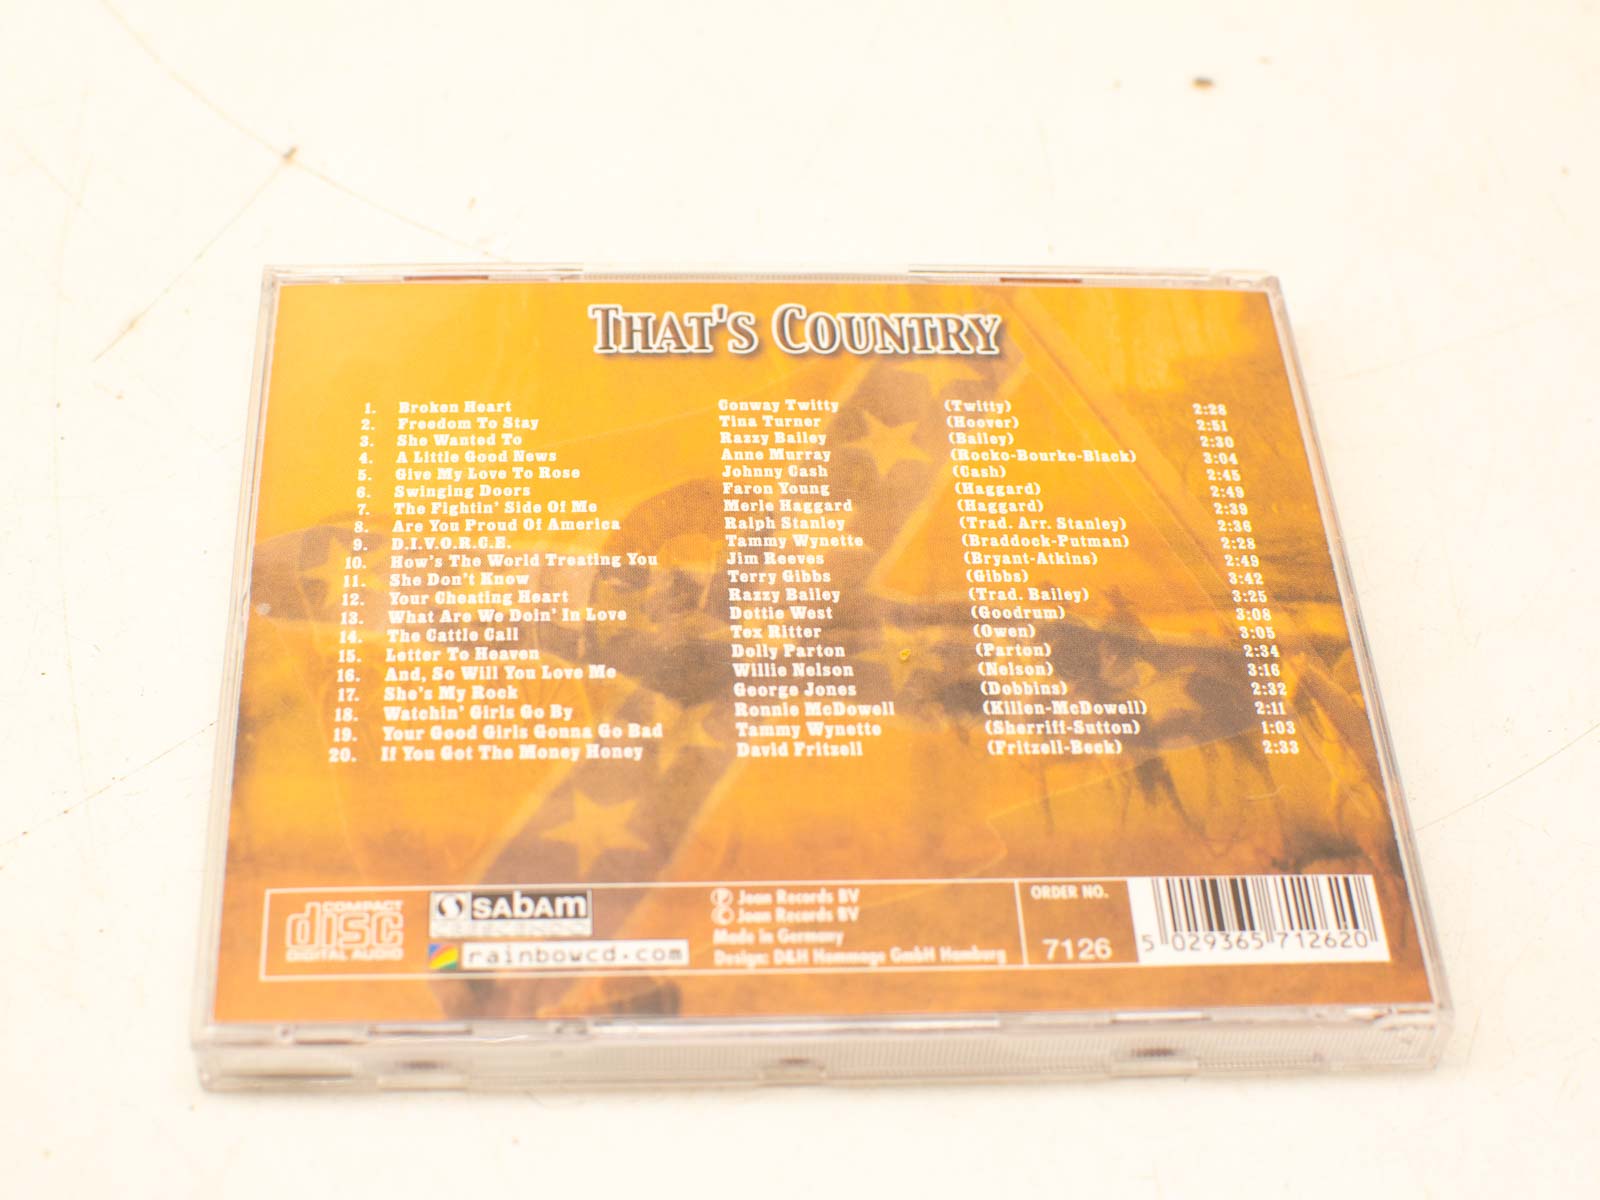 THAT'S COUNTRY
1. Broken Heart Conway Twitty (Twitty) 2:28
2. Freedom To Stay Tina Turner (Hoover) 2:51
3. She Wanted To Razzy Bailey (Bailey) 2:30
4. A Little Good News Anne Murray (Rocko-Bourke-Black) 3:04
5. Give My Love To Rose Johnny Cash (Cash) 2:45
6. Swinging Doors Faron Young (Haggard) 2:49
7. The Fightin' Side Of Me Merle Haggard (Haggard) 2:39
8. Are You Proud Of America Ralph Stanley (Trad. Arr. Stanley) 2:36
9. D.I.V.O.R.C.E. Tammy Wynette (Braddock-Putman) 2:28
10. How's The World Treating You Jim Reeves (Bryant-Atkins) 2:49
11. She Don't Know Terry Gibbs (Gibbs) 3:42
12. Your Cheating Heart Razzy Bailey (Trad. Bailey) 3:25
13. What Are We Doin' In Love Dottie West (Goodrum) 3:08
14. The Cattle Call Tex Ritter (Owen) 3:05
15. Letter To Heaven Dolly Parton (Parton) 2:34
16. And, So Will You Love Me Willie Nelson (Nelson) 3:16
17. She's My Rock George Jones (Dobbins) 2:32
18. Watchin' Girls Go By Ronnie McDowell (Killen-McDowell) 2:11
19. Your Good Girls Gonna Go Bad Tammy Wynette (Sherriff-Sutton) 1:03
20. If You Got The Money Honey David Frizzell (Frizzell-Beck) 2:33
COMPACT
disc
DIGITAL AUDIO
SABAM
rainbowcd.com
℗ Joan Records BV
© Joan Records BV
Made in Germany
Design: D&H Hommage GmbH Hamburg
ORDER NO.
7126
5 029365 712620